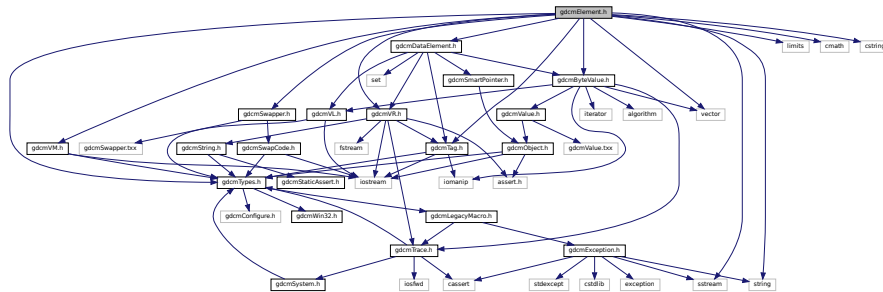 gdcmElement.h
gdcmDataElement.h
limits
cmath
cstring
set
gdcmSmartPointer.h
gdcmByteValue.h
gdcmSwapper.h
gdcmVL.h
gdcmVR.h
gdcmValue.h
iterator
algorithm
vector
gdcmVM.h
gdcmSwapper.txx
gdcmString.h
gdcmSwapCode.h
fstream
gdcmTag.h
gdcmObject.h
gdcmValue.txx
gdcmTypes.h
gdcmStaticAssert.h
iostream
iomanip
assert.h
gdcmConfigure.h
gdcmWin32.h
gdcmLegacyMacro.h
gdcmTrace.h
gdcmException.h
gdcmSystem.h
iosfwd
cassert
stdexcept
cstdlib
exception
sstream
string